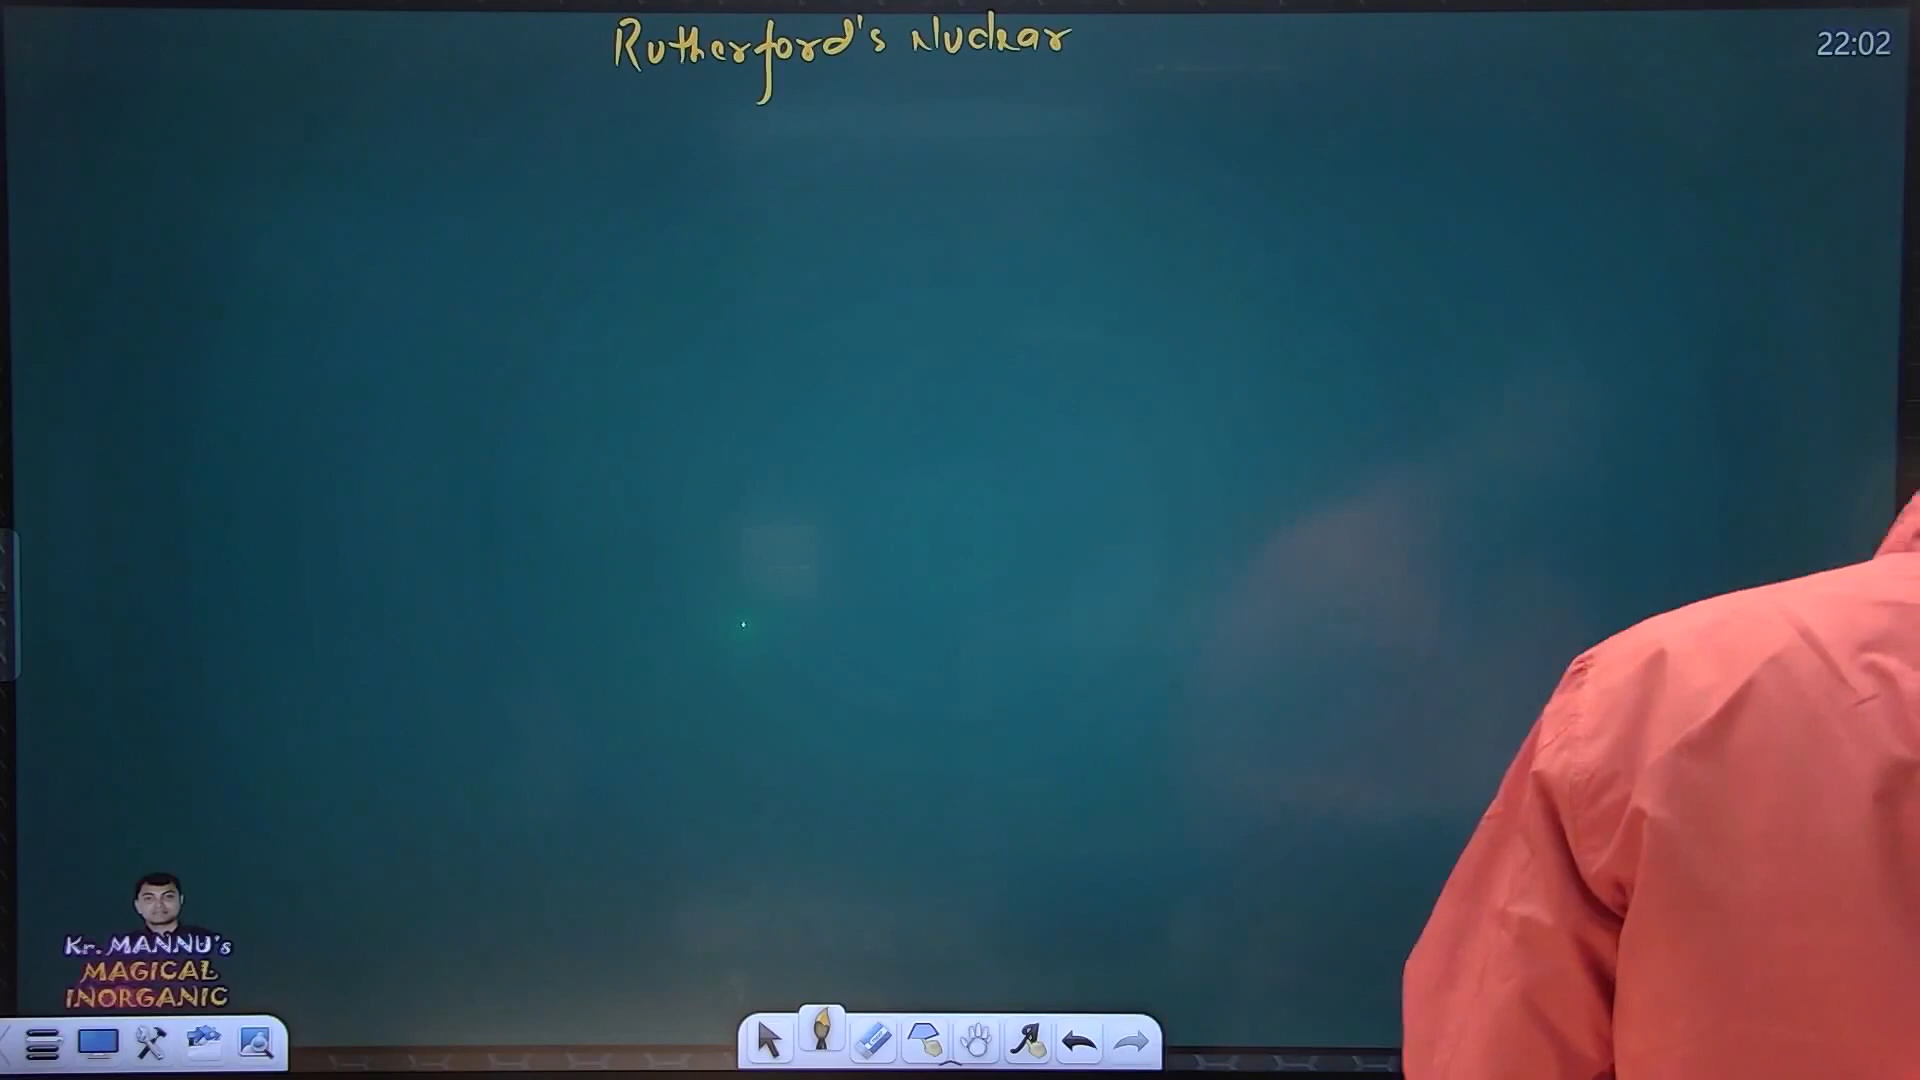 Rutherford's Nuclear
22:02
Kr. MANNU's
MAGICAL
INORGANIC